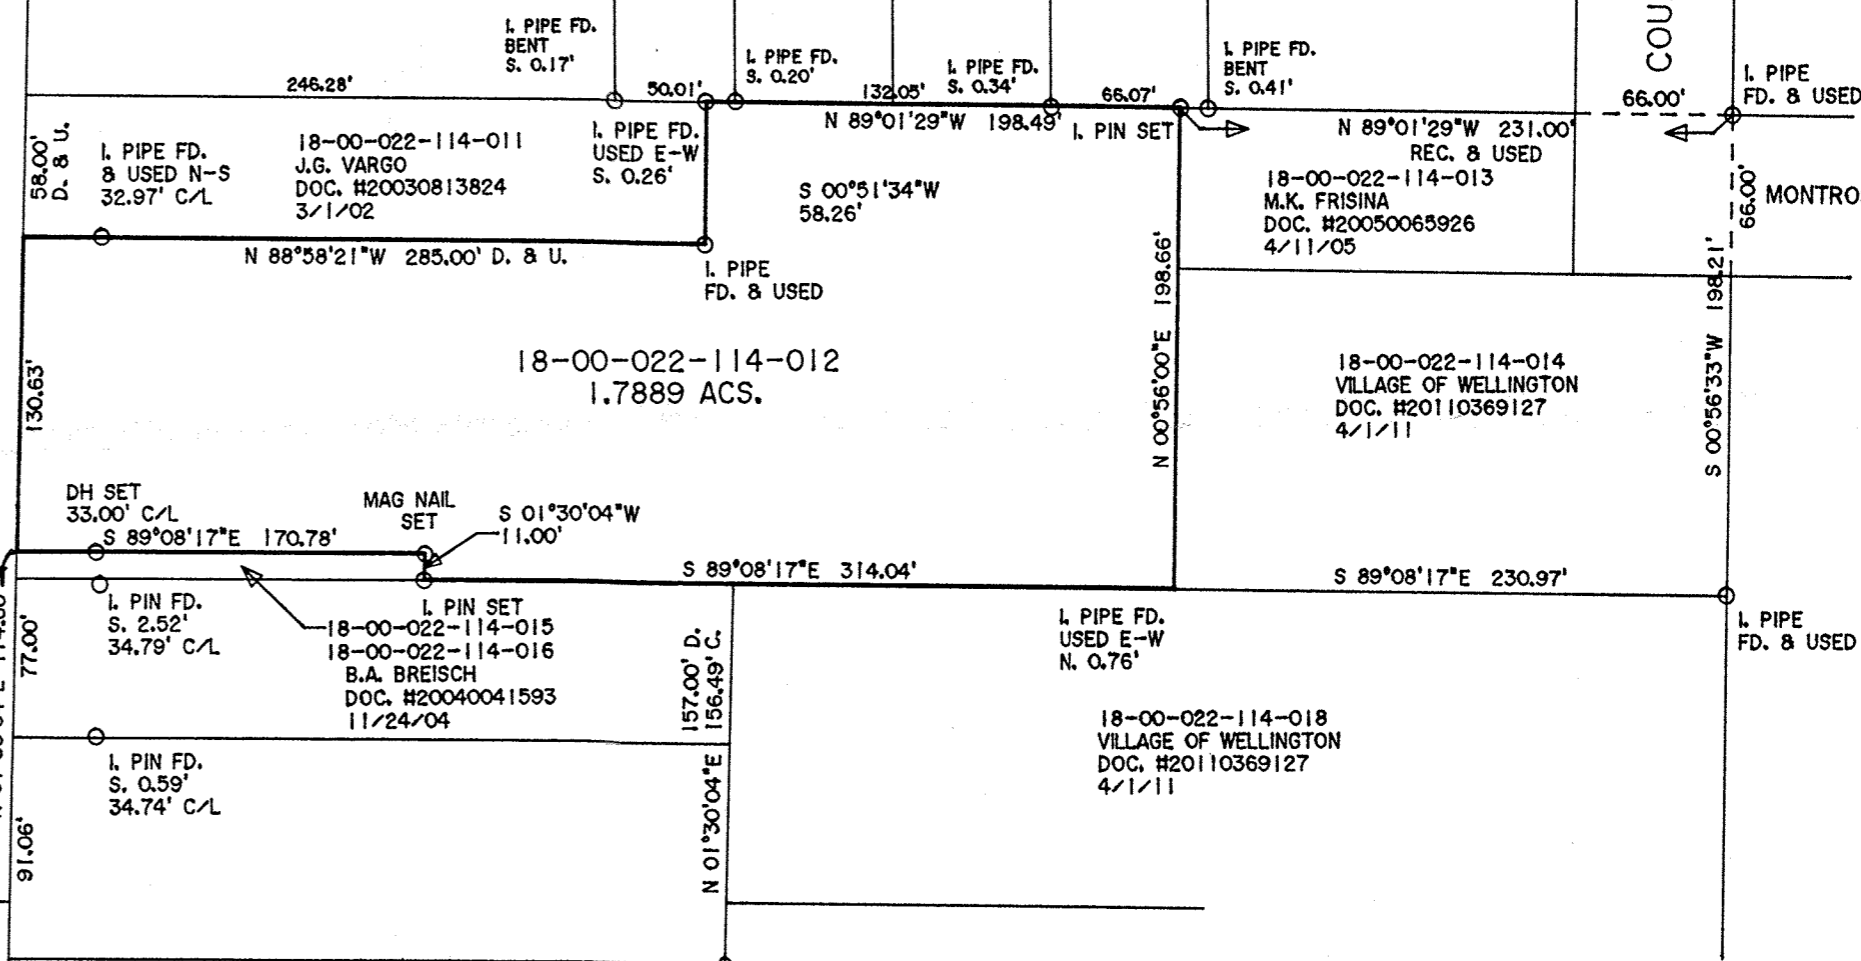 I. PIPE FD.
BENT
S. 0.17'
I. PIPE FD.
S. 0.20'
I. PIPE FD.
S. 0.34'
I. PIPE FD.
BENT
S. 0.41'
COU
I. PIPE
FD. & USED
246.28'
50.01'
132.05'
66.07'
66.00'
N 89°01'29"W 198.49'
I. PIN SET
N 89°01'29"W 231.00'
REC. & USED
58.00'
D. & U.
I. PIPE FD.
& USED N-S
32.97' C/L
18-00-022-114-011
J.G. VARGO
DOC. #20030813824
3/1/02
I. PIPE FD.
USED E-W
S. 0.26'
S 00°51'34"W
58.26'
18-00-022-114-013
M.K. FRISINA
DOC. #20050065926
4/11/05
66.00'
MONTRO
N 88°58'21"W 285.00' D. & U.
I. PIPE
FD. & USED
130.63'
18-00-022-114-012
1.7889 ACS.
N 00°56'00"E 198.66'
18-00-022-114-014
VILLAGE OF WELLINGTON
DOC. #20110369127
4/1/11
S 00°56'33"W 198.21'
DH SET
33.00' C/L
S 89°08'17"E 170.78'
MAG NAIL
SET
S 01°30'04"W
11.00'
S 89°08'17"E 314.04'
S 89°08'17"E 230.97'
I. PIN FD.
S. 2.52'
34.79' C/L
77.00'
I. PIN SET
18-00-022-114-015
18-00-022-114-016
B.A. BREISCH
DOC. #20040041593
11/24/04
157.00' D.
156.49' C.
I. PIPE FD.
USED E-W
N. 0.76'
I. PIPE
FD. & USED
18-00-022-114-018
VILLAGE OF WELLINGTON
DOC. #20110369127
4/1/11
I. PIN FD.
S. 0.59'
34.74' C/L
N 01°30'04"E
91.06'